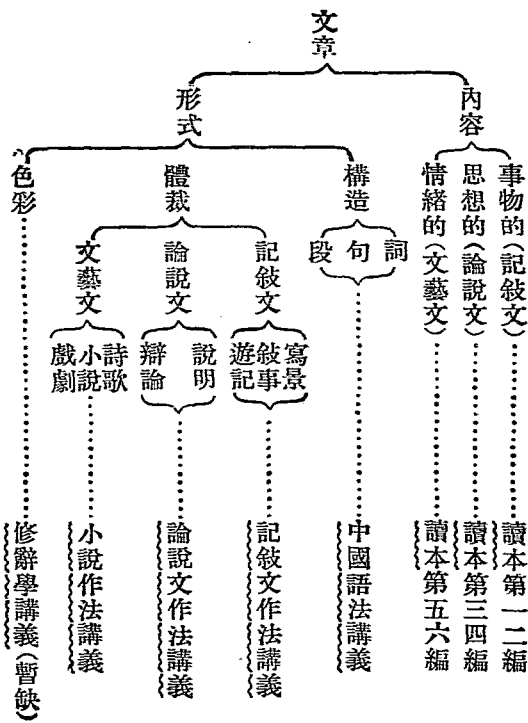 文章
內容
事物的(記敍文)
讀本第一二編
思想的(論說文)
讀本第三四編
情緒的(文藝文)
讀本第五六編
形式
構造
詞
句
段
中國語法講義
體裁
記敍文
寫景
敍事
遊記
記敍文作法講義
論說文
說明
辯論
論說文作法講義
文藝文
詩歌
小說
戲劇
小說作法講義
色彩
修辭學講義(暫缺)